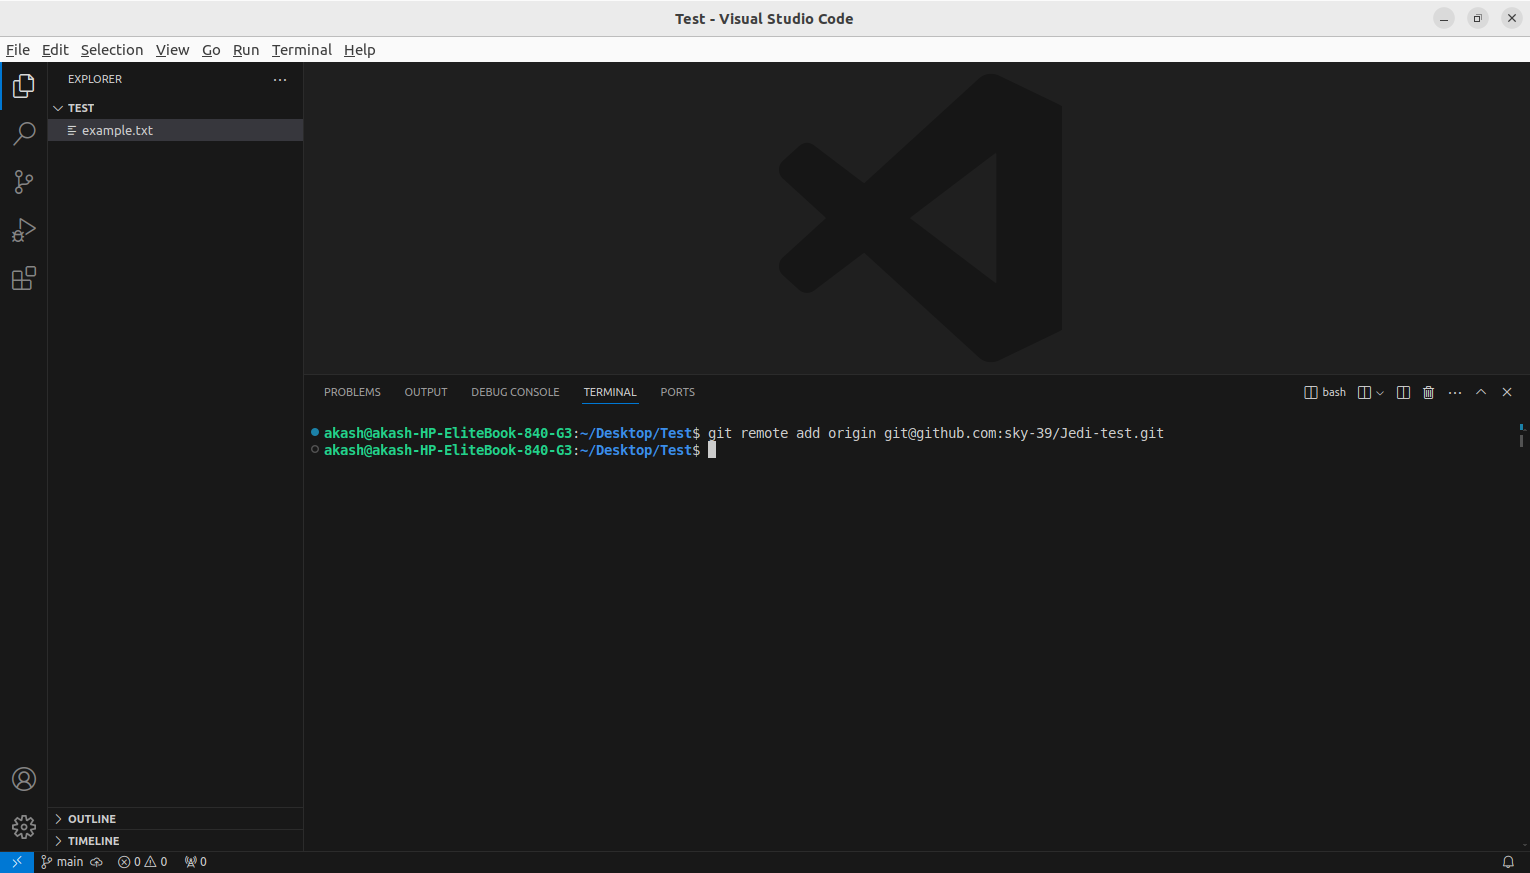 Test - Visual Studio Code
File Edit Selection View Go Run Terminal Help
EXPLORER
TEST
example.txt
PROBLEMS OUTPUT DEBUG CONSOLE TERMINAL PORTS
bash
akash@akash-HP-EliteBook-840-G3:~/Desktop/Test$ git remote add origin git@github.com:sky-39/Jedi-test.git
akash@akash-HP-EliteBook-840-G3:~/Desktop/Test$
OUTLINE
TIMELINE
main 0 0 0